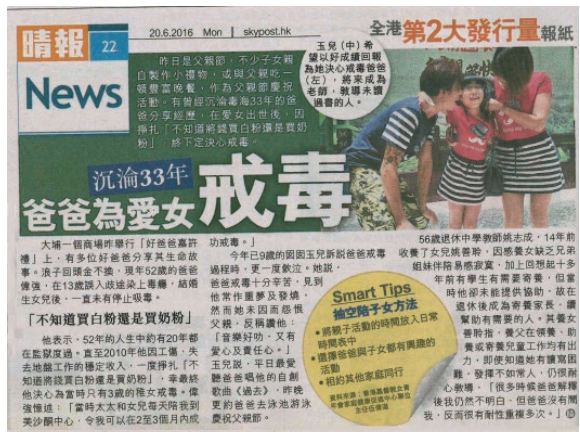 晴報
22
News
20.6.2016 Mon | skypost.hk
全港第2大發行量報紙
昨日是父親節，不少子女親
自製作小禮物，或與父親吃一
頓豐富晚餐，作為父親節慶祝
活動。有曾經沉淪毒海33年的爸
爸分享經歷，在愛女出世後，因
掙扎「不知道將錢買白粉還是買奶
粉」，終下定決心戒毒。
玉兒（中）希
望以好成績回報
為她決心戒毒爸爸
（左），將來成為
老師，教導未讀
過書的人。
沉淪33年
爸爸為愛女戒毒
大埔一個商場昨舉行「好爸爸嘉許
禮」上，有多位好爸爸分享其生命故
事。浪子回頭金不換，現年52歲的爸爸
偉強，在13歲誤入歧途染上毒癮，結婚
生女兒後，一直未有停止吸毒。
「不知道買白粉還是買奶粉」
他表示，52年的人生中約有20年都
在監獄度過。直至2010年他因工傷，失
去地盤工作的穩定收入，一度掙扎「不
知道將錢買白粉還是買奶粉」，幸最終
他決心為當時只有3歲的稚女戒毒。偉
強憶述：「當時太太和女兒每天陪我到
美沙酮中心，令我可以在2至3個月內成
功戒毒。」
今年已9歲的囡囡玉兒訴說爸爸戒毒
過程時，更一度飲泣。她說，
爸爸戒毒十分辛苦，見到
他常作噩夢及發燒，
然而她未因而怨恨
父親，反稱讚他：
「音樂好叻，又有
愛心及責任心。」
玉兒說，平日最愛
聽爸爸唱他的自創
歌曲《過去》，昨晚
更約爸爸去泳池游泳
慶祝父親節。
Smart Tips
抽空陪子女方法
•將親子活動的時間放入日常
時間表中
•選擇爸爸與子女都有興趣的
活動
•相約其他家庭同行
資料來源：香港基督教女青
年會家庭健康促進中心單位
主任伍偉進
56歲退休中學教師姚志成，14年前
收養了女兒姚善聆，因感養女缺乏兄弟
姐妹伴陪易感寂寞，加上回想起十多
年前有學生有需要寄養，但當
時他卻未能提供協助，故在
退休後成為寄養家長，續
幫助有需要的人。其養女
善聆指，養父在領養、助
養或寄養兒童工作均有出
力，即使知道她有讀寫困
難，發揮不如常人，仍很耐
心教導，「很多時候爸爸解釋
後我仍然不明白，但爸爸沒有鬧
我，反而很有耐性重複多次。」